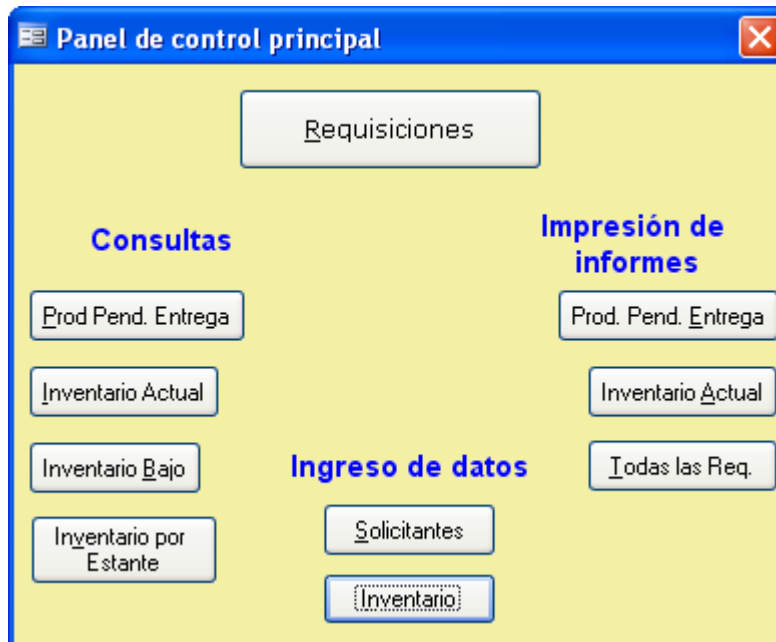 Panel de control principal
Requisiciones
Consultas
Prod Pend. Entrega
Inventario Actual
Inventario Bajo
Inventario por
Estante
Ingreso de datos
Solicitantes
Inventario
Impresión de
informes
Prod. Pend. Entrega
Inventario Actual
Todas las Req.